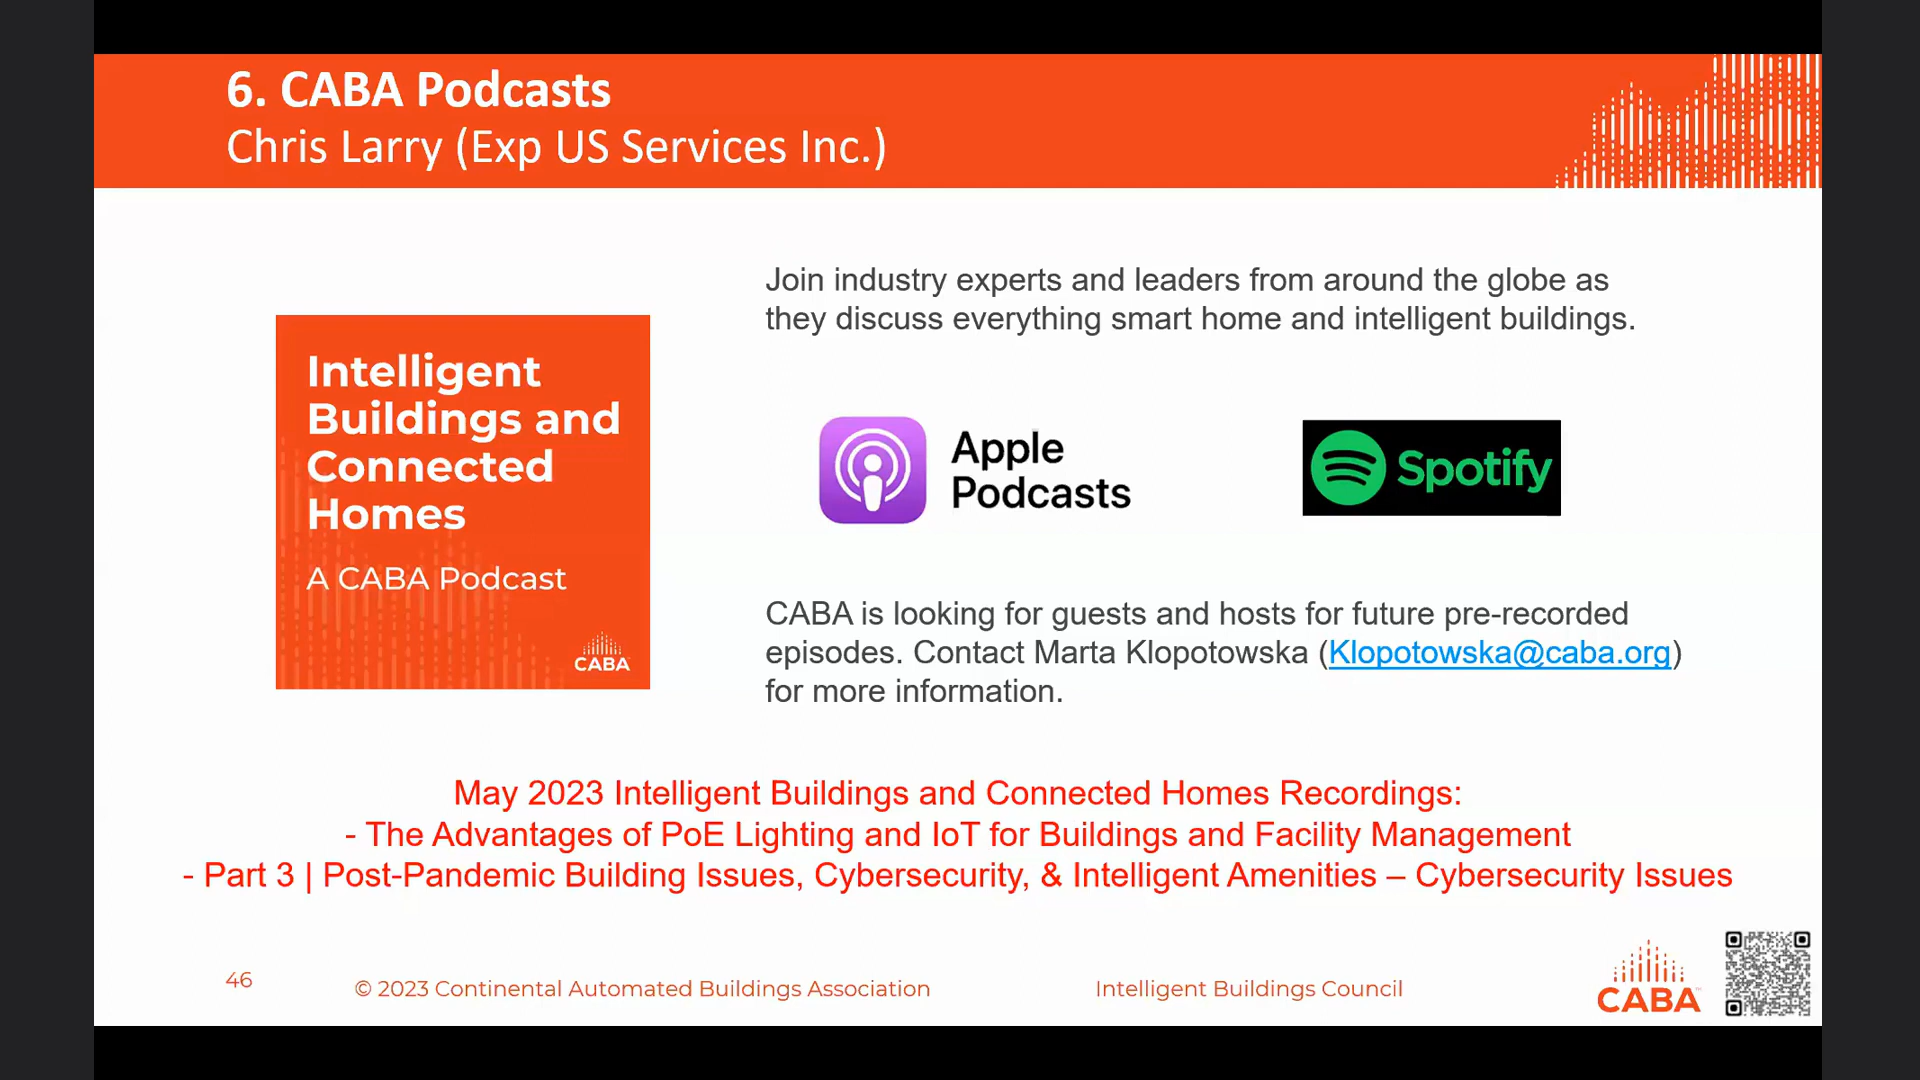 6. CABA Podcasts
Chris Larry (Exp US Services Inc.)
Join industry experts and leaders from around the globe as
they discuss everything smart home and intelligent buildings.
Intelligent
Buildings and
Connected
Homes
A CABA Podcast
CABA
Apple
Podcasts
Spotify
CABA is looking for guests and hosts for future pre-recorded
episodes. Contact Marta Klopotowska (Klopotowska@caba.org)
for more information.
May 2023 Intelligent Buildings and Connected Homes Recordings:
- The Advantages of PoE Lighting and IoT for Buildings and Facility Management
- Part 3 | Post-Pandemic Building Issues, Cybersecurity, & Intelligent Amenities – Cybersecurity Issues
46
© 2023 Continental Automated Buildings Association
Intelligent Buildings Council
CABA™